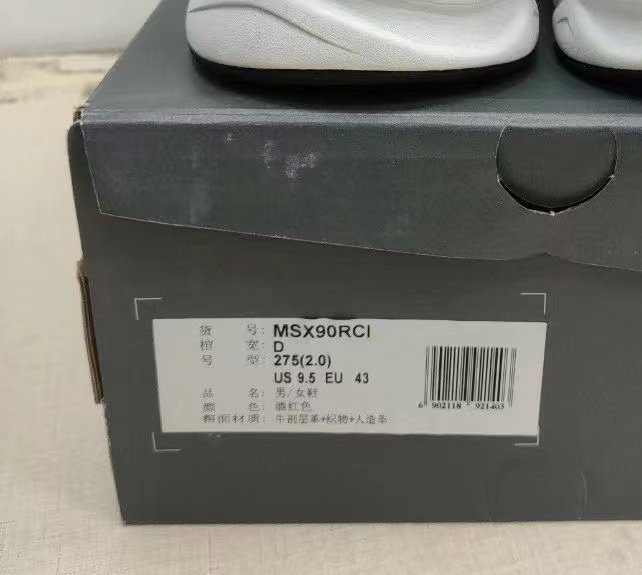 货 号: MSX90RCI
楦 宽: D
号 型: 275(2.0)
US 9.5 EU 43
品 名: 男/女鞋
颜 色: 酒红色
帮面材质: 牛剖层革+织物+人造革
6 902118 921403